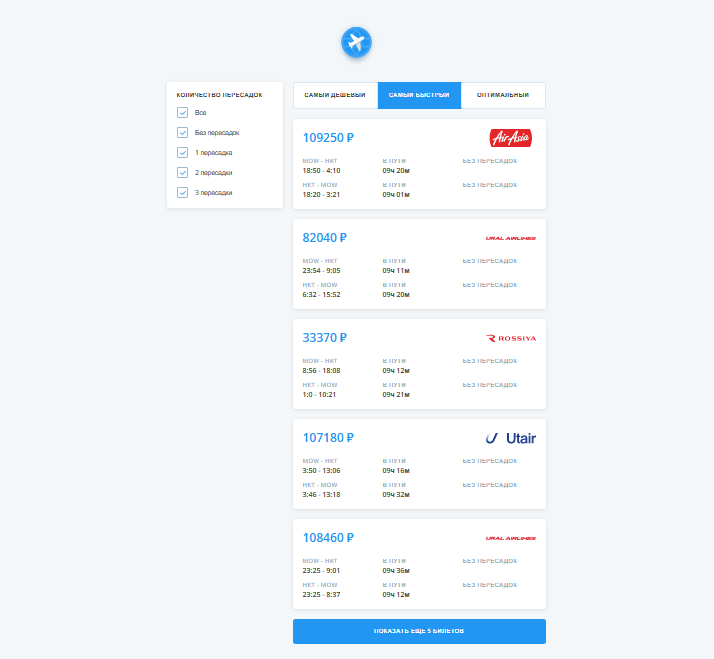 КОЛИЧЕСТВО ПЕРЕСАДОК
Все
Без пересадок
1 пересадка
2 пересадки
3 пересадки
САМЫЙ ДЕШЕВЫЙ
САМЫЙ БЫСТРЫЙ
ОПТИМАЛЬНЫЙ
109250 ₽
AirAsia
MOW - HKT В ПУТИ БЕЗ ПЕРЕСАДОК
18:50 - 4:10 09ч 20м
HKT - MOW В ПУТИ БЕЗ ПЕРЕСАДОК
18:20 - 3:21 09ч 01м
82040 ₽
URAL AIRLINES
MOW - HKT В ПУТИ БЕЗ ПЕРЕСАДОК
23:54 - 9:05 09ч 11м
HKT - MOW В ПУТИ БЕЗ ПЕРЕСАДОК
6:32 - 15:52 09ч 20м
33370 ₽
ROSSIYA
MOW - HKT В ПУТИ БЕЗ ПЕРЕСАДОК
8:56 - 18:08 09ч 12м
HKT - MOW В ПУТИ БЕЗ ПЕРЕСАДОК
1:0 - 10:21 09ч 21м
107180 ₽
Utair
MOW - HKT В ПУТИ БЕЗ ПЕРЕСАДОК
3:50 - 13:06 09ч 16м
HKT - MOW В ПУТИ БЕЗ ПЕРЕСАДОК
3:46 - 13:18 09ч 32м
108460 ₽
URAL AIRLINES
MOW - HKT В ПУТИ БЕЗ ПЕРЕСАДОК
23:25 - 9:01 09ч 36м
HKT - MOW В ПУТИ БЕЗ ПЕРЕСАДОК
23:25 - 8:37 09ч 12м
ПОКАЗАТЬ ЕЩЕ 5 БИЛЕТОВ